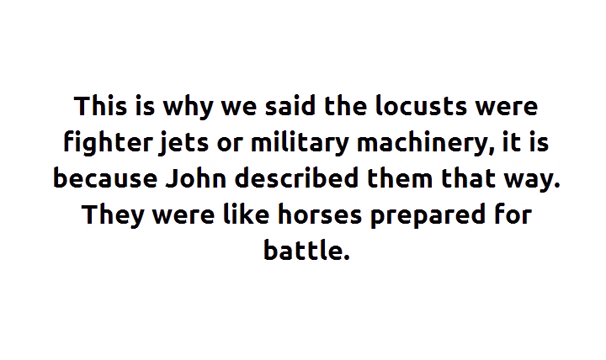 This is why we said the locusts were
fighter jets or military machinery, it is
because John described them that way.
They were like horses prepared for
battle.